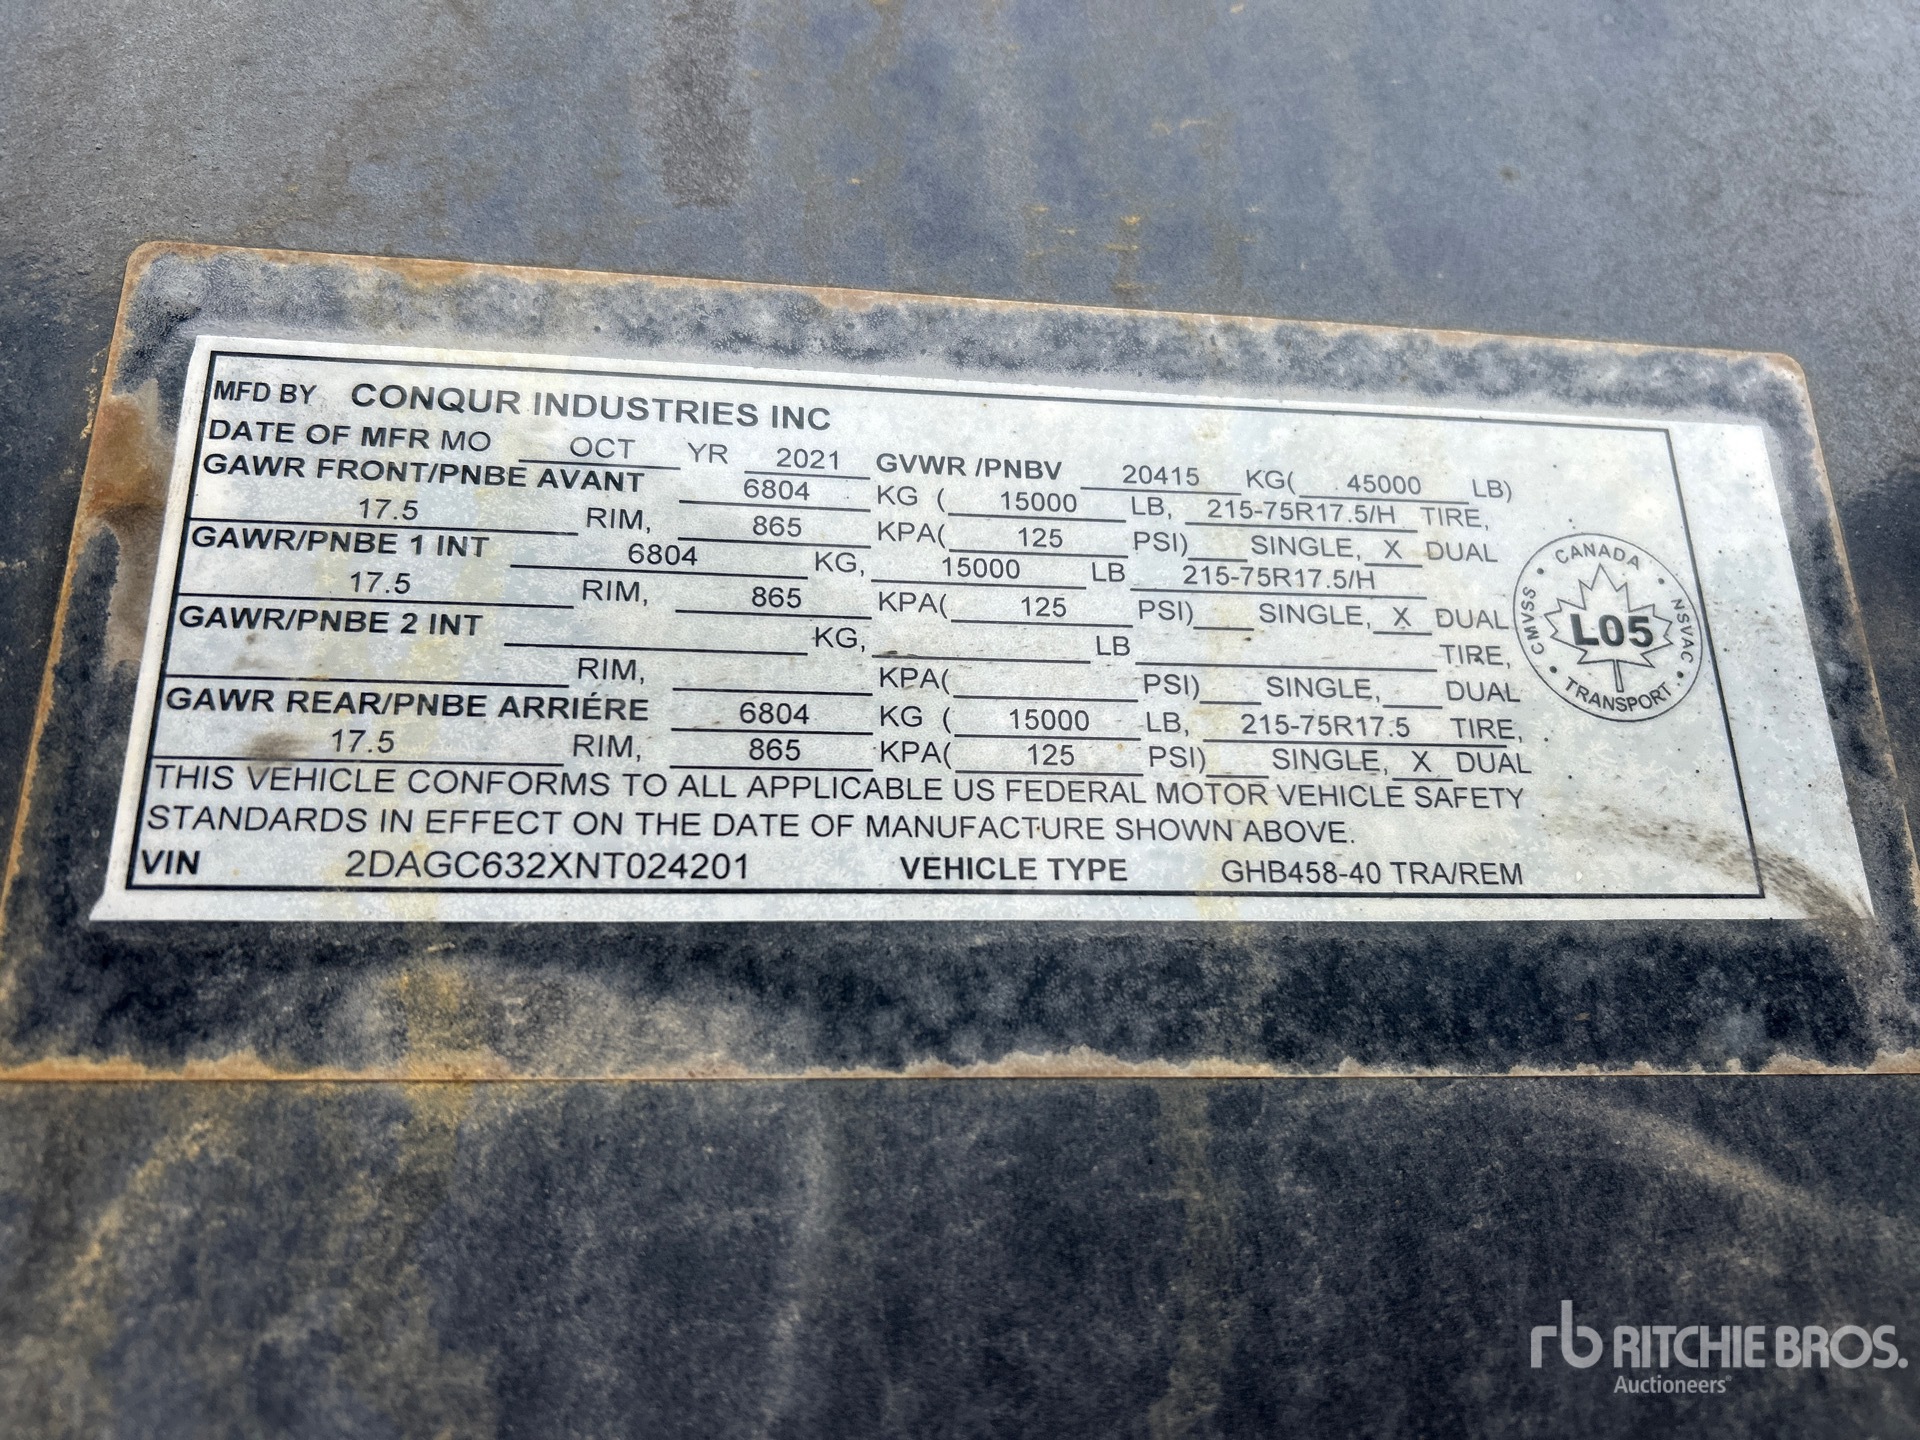 MFD BY CONQUR INDUSTRIES INC
DATE OF MFR MO OCT YR 2021 GVWR /PNBV 20415 KG( 45000 LB)
GAWR FRONT/PNBE AVANT 6804 KG ( 15000 LB, 215-75R17.5/H TIRE,
17.5 RIM, 865 KPA( 125 PSI) SINGLE, X DUAL
GAWR/PNBE 1 INT 6804 KG, 15000 LB 215-75R17.5/H
17.5 RIM, 865 KPA( 125 PSI) SINGLE, X DUAL
GAWR/PNBE 2 INT KG, LB TIRE,
RIM, KPA( PSI) SINGLE, DUAL
GAWR REAR/PNBE ARRIÉRE 6804 KG ( 15000 LB, 215-75R17.5 TIRE,
17.5 RIM, 865 KPA( 125 PSI) SINGLE, X DUAL
THIS VEHICLE CONFORMS TO ALL APPLICABLE US FEDERAL MOTOR VEHICLE SAFETY
STANDARDS IN EFFECT ON THE DATE OF MANUFACTURE SHOWN ABOVE.
VIN 2DAGC632XNT024201 VEHICLE TYPE GHB458-40 TRA/REM
CANADA • NSVAC • TRANSPORT • CMVSS •
L05
rb RITCHIE BROS.
Auctioneers